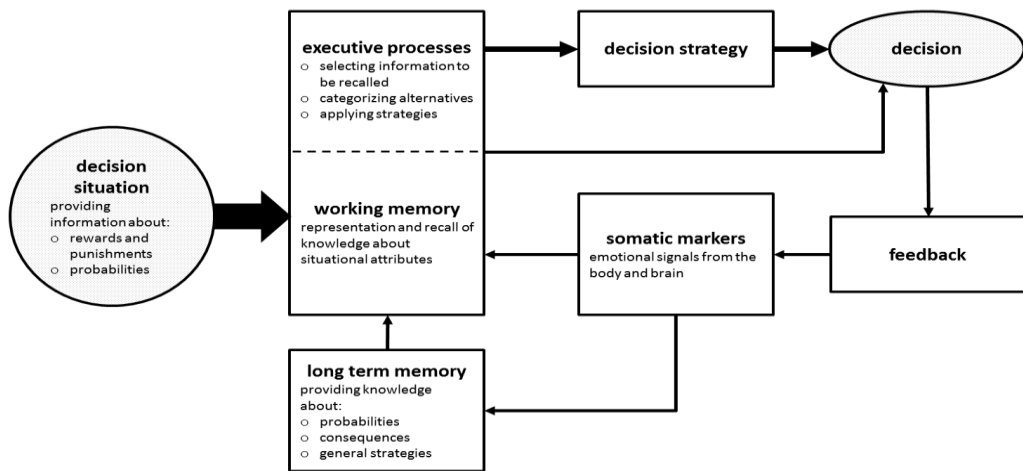 executive processes
o selecting information to
be recalled
o categorizing alternatives
o applying strategies
decision strategy
decision
decision
situation
providing
information about:
o rewards and
punishments
o probabilities
working memory
representation and recall of
knowledge about
situational attributes
somatic markers
emotional signals from the
body and brain
feedback
long term memory
providing knowledge
about:
o probabilities
o consequences
o general strategies